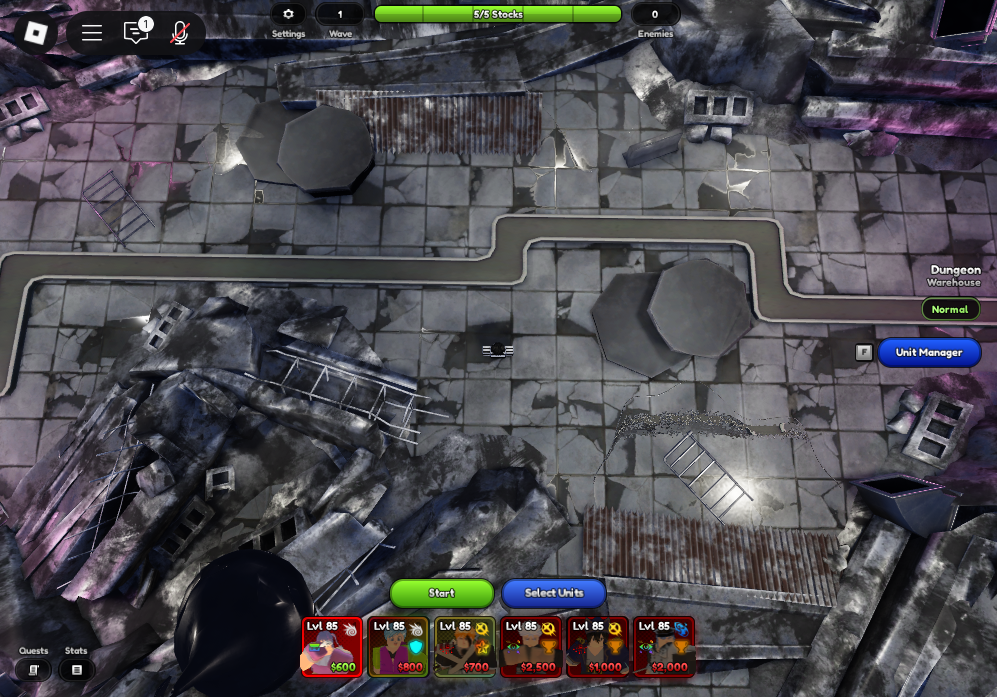 1
1
5/5 Stocks
0
Settings
Wave
Enemies
Dungeon
Warehouse
Normal
F
Unit Manager
Start
Select Units
Lvl 85
Lvl 85
Lvl 85
Lvl 85
Lvl 85
Lvl 85
$600
$800
$700
$2,500
$1,000
$2,000
Quests
Stats